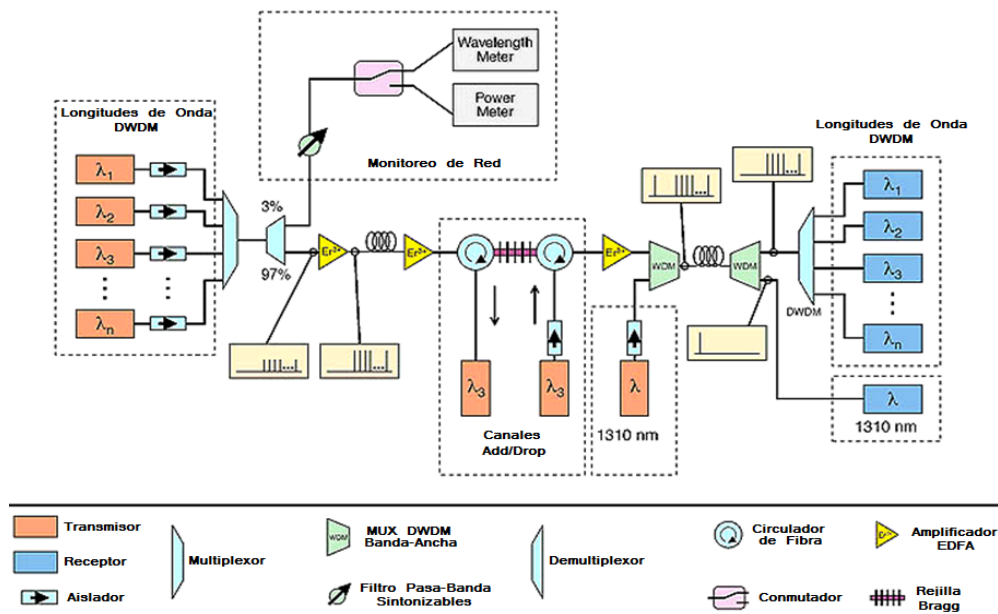 Wavelength
Meter
Power
Meter
Monitoreo de Red
Longitudes de Onda
DWDM
λ1
λ2
λ3
λn
3%
97%
Er3+
Er3+
λ3
λ3
Canales
Add/Drop
Er3+
WDM
λ
1310 nm
WDM
DWDM
Longitudes de Onda
DWDM
λ1
λ2
λ3
λn
λ
1310 nm
Transmisor
Receptor
Aislador
Multiplexor
WDM
MUX DWDM
Banda-Ancha
Filtro Pasa-Banda
Sintonizables
Demultiplexor
Circulador
de Fibra
Conmutador
Er3+
Amplificador
EDFA
Rejilla
Bragg